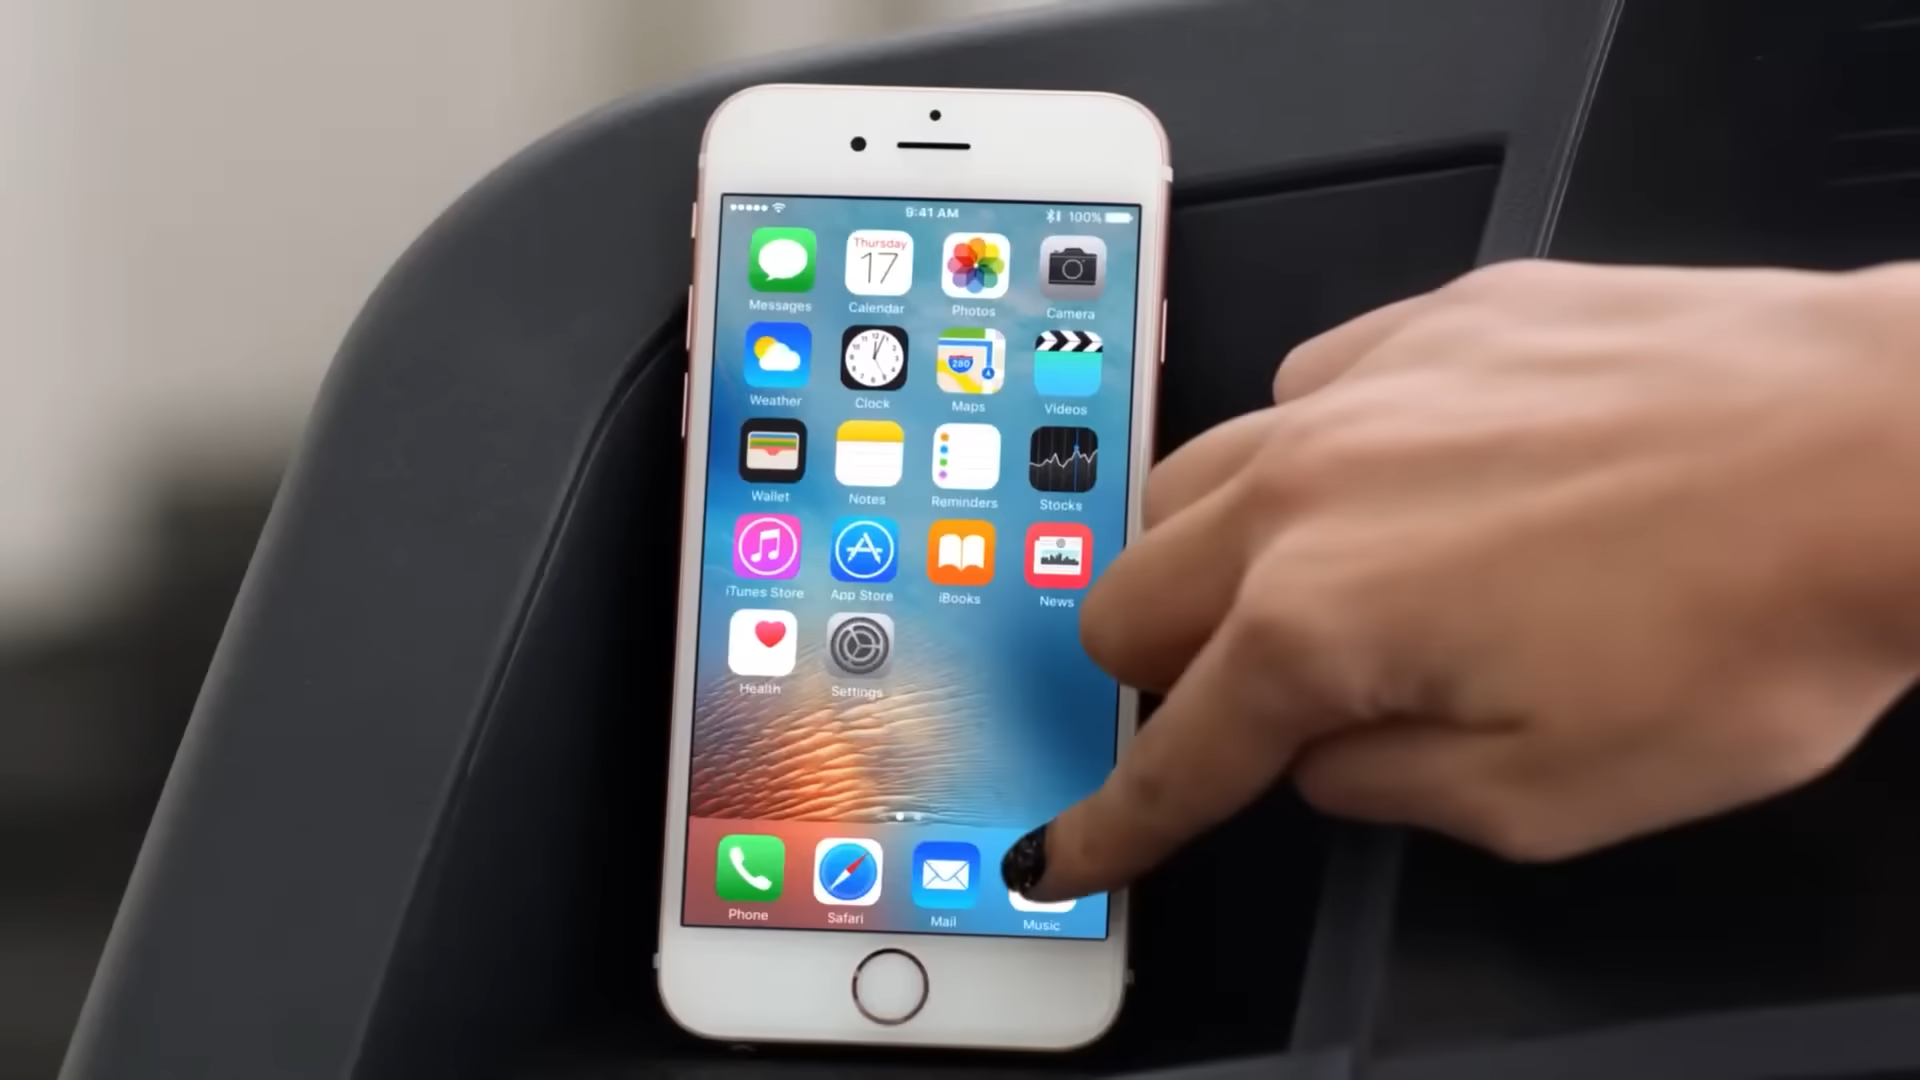 9:41 AM 100%
Thursday
17
Messages Calendar Photos Camera
280
Weather Clock Maps Videos
Wallet Notes Reminders Stocks
iTunes Store App Store iBooks News
Health Settings
Phone Safari Mail Music